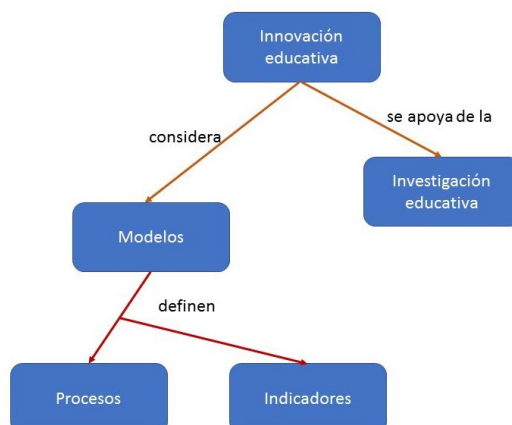 Innovación
educativa
se apoya de la
considera
Investigación
educativa
Modelos
definen
Procesos
Indicadores